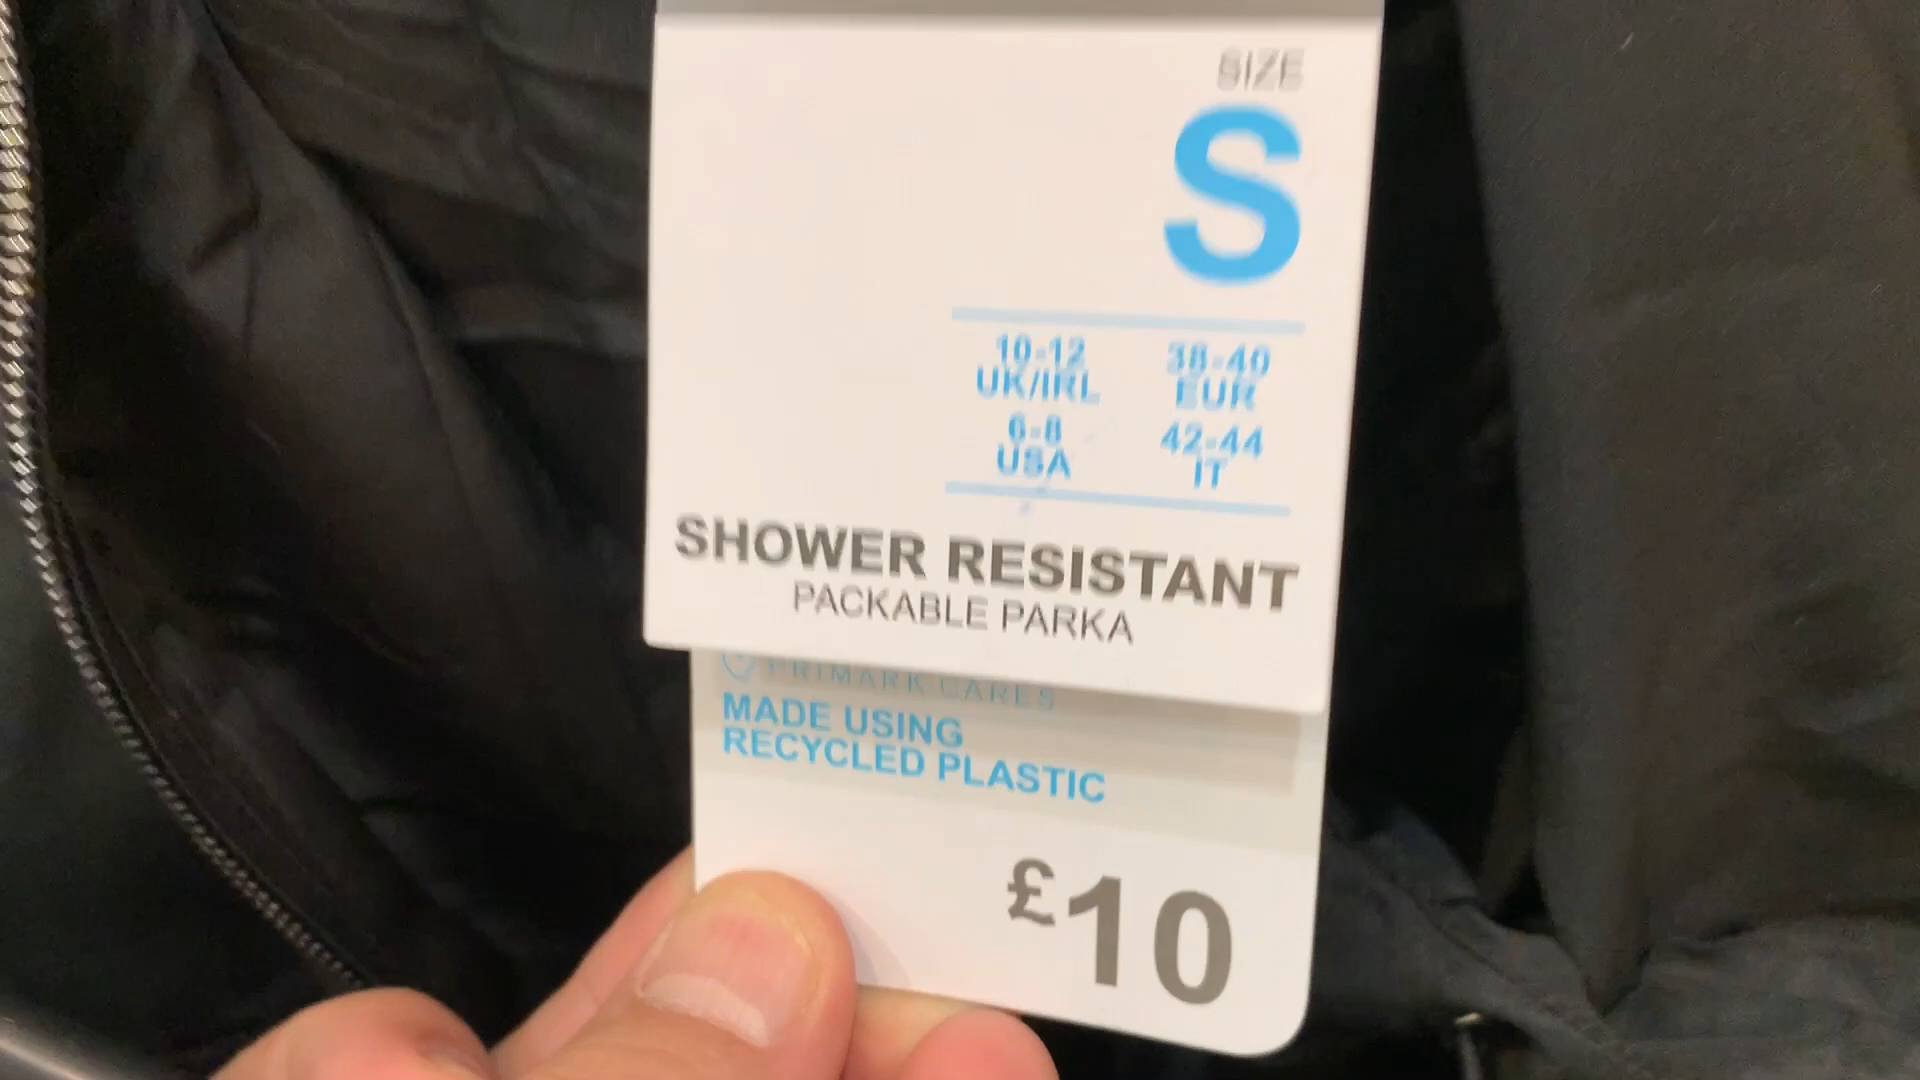 SIZE
S
10-12 38-40
UK/IRL EUR
6-8 42-44
USA IT
SHOWER RESISTANT
PACKABLE PARKA
PRIMARK CARES
MADE USING
RECYCLED PLASTIC
£10